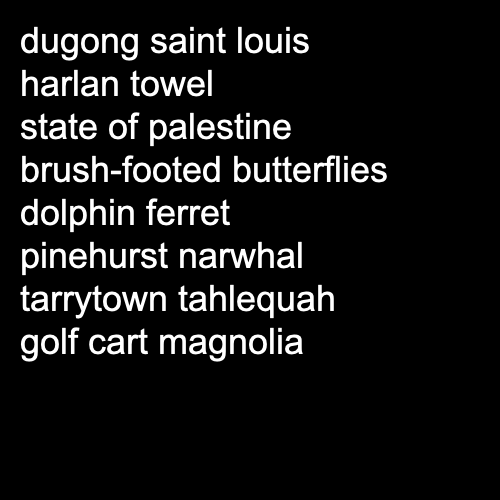 dugong saint louis
harlan towel
state of palestine
brush-footed butterflies
dolphin ferret
pinehurst narwhal
tarrytown tahlequah
golf cart magnolia